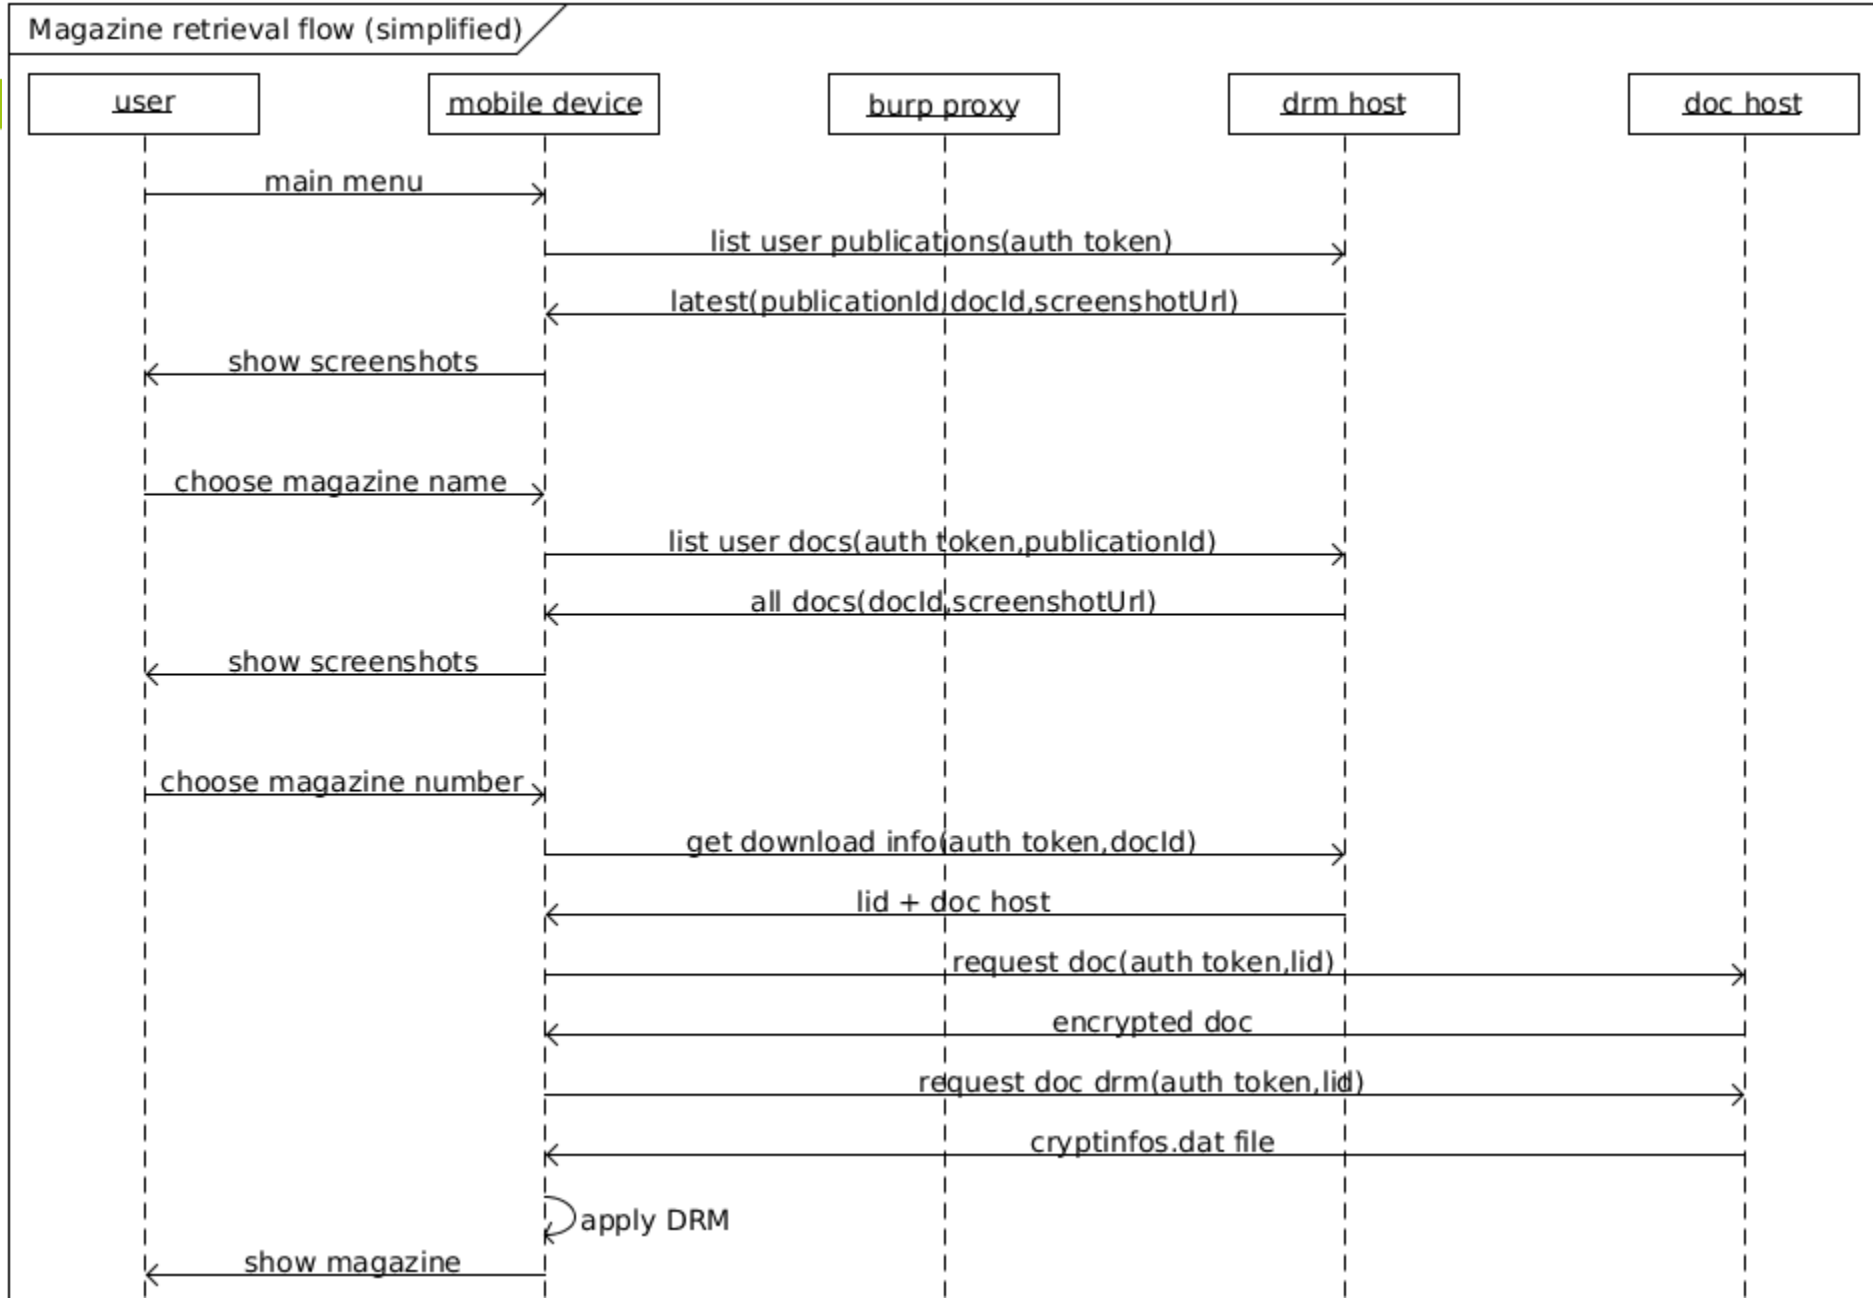 Magazine retrieval flow (simplified)
user
mobile device
burp proxy
drm host
doc host
main menu
list user publications(auth token)
latest(publicationId,docId,screenshotUrl)
show screenshots
choose magazine name
list user docs(auth token,publicationId)
all docs(docId,screenshotUrl)
show screenshots
choose magazine number
get download info(auth token,docId)
lid + doc host
request doc(auth token,lid)
encrypted doc
request doc drm(auth token,lid)
cryptinfos.dat file
apply DRM
show magazine